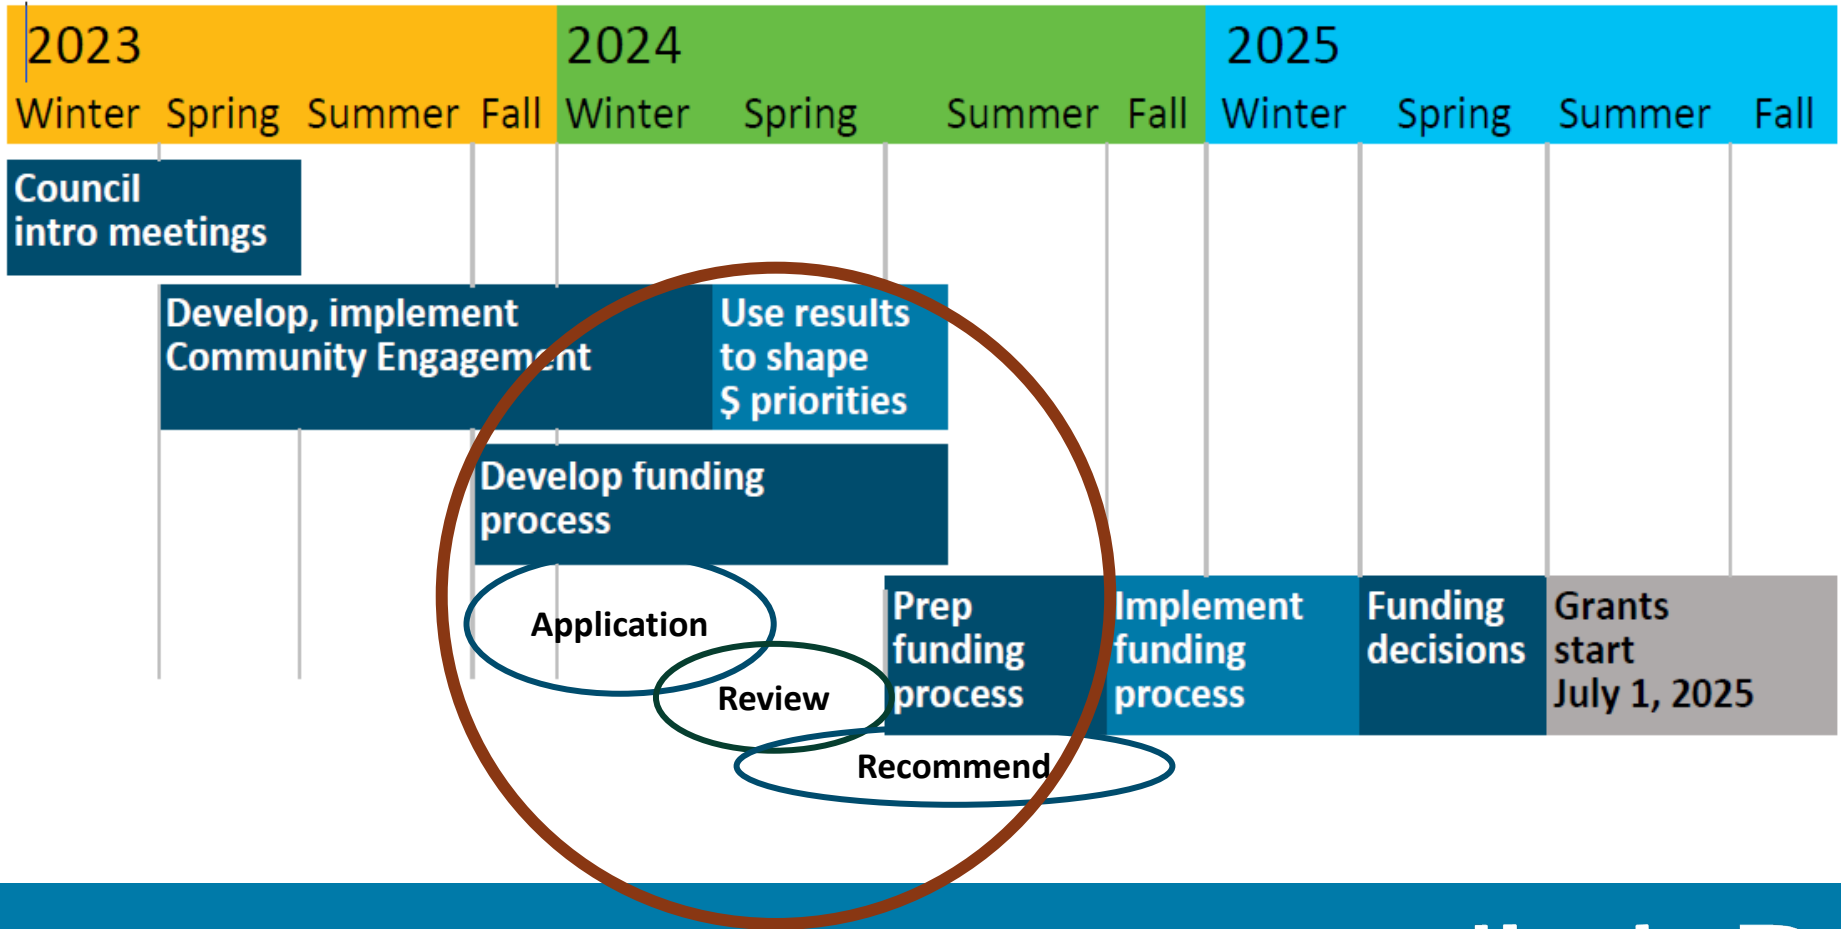 2023 2024 2025
Winter Spring Summer Fall Winter Spring Summer Fall Winter Spring Summer Fall
Council
intro meetings
Develop, implement
Community Engagement
Use results
to shape
$ priorities
Develop funding
process
Application
Review
Recommend
Prep
funding
process
Implement
funding
process
Funding
decisions
Grants
start
July 1, 2025